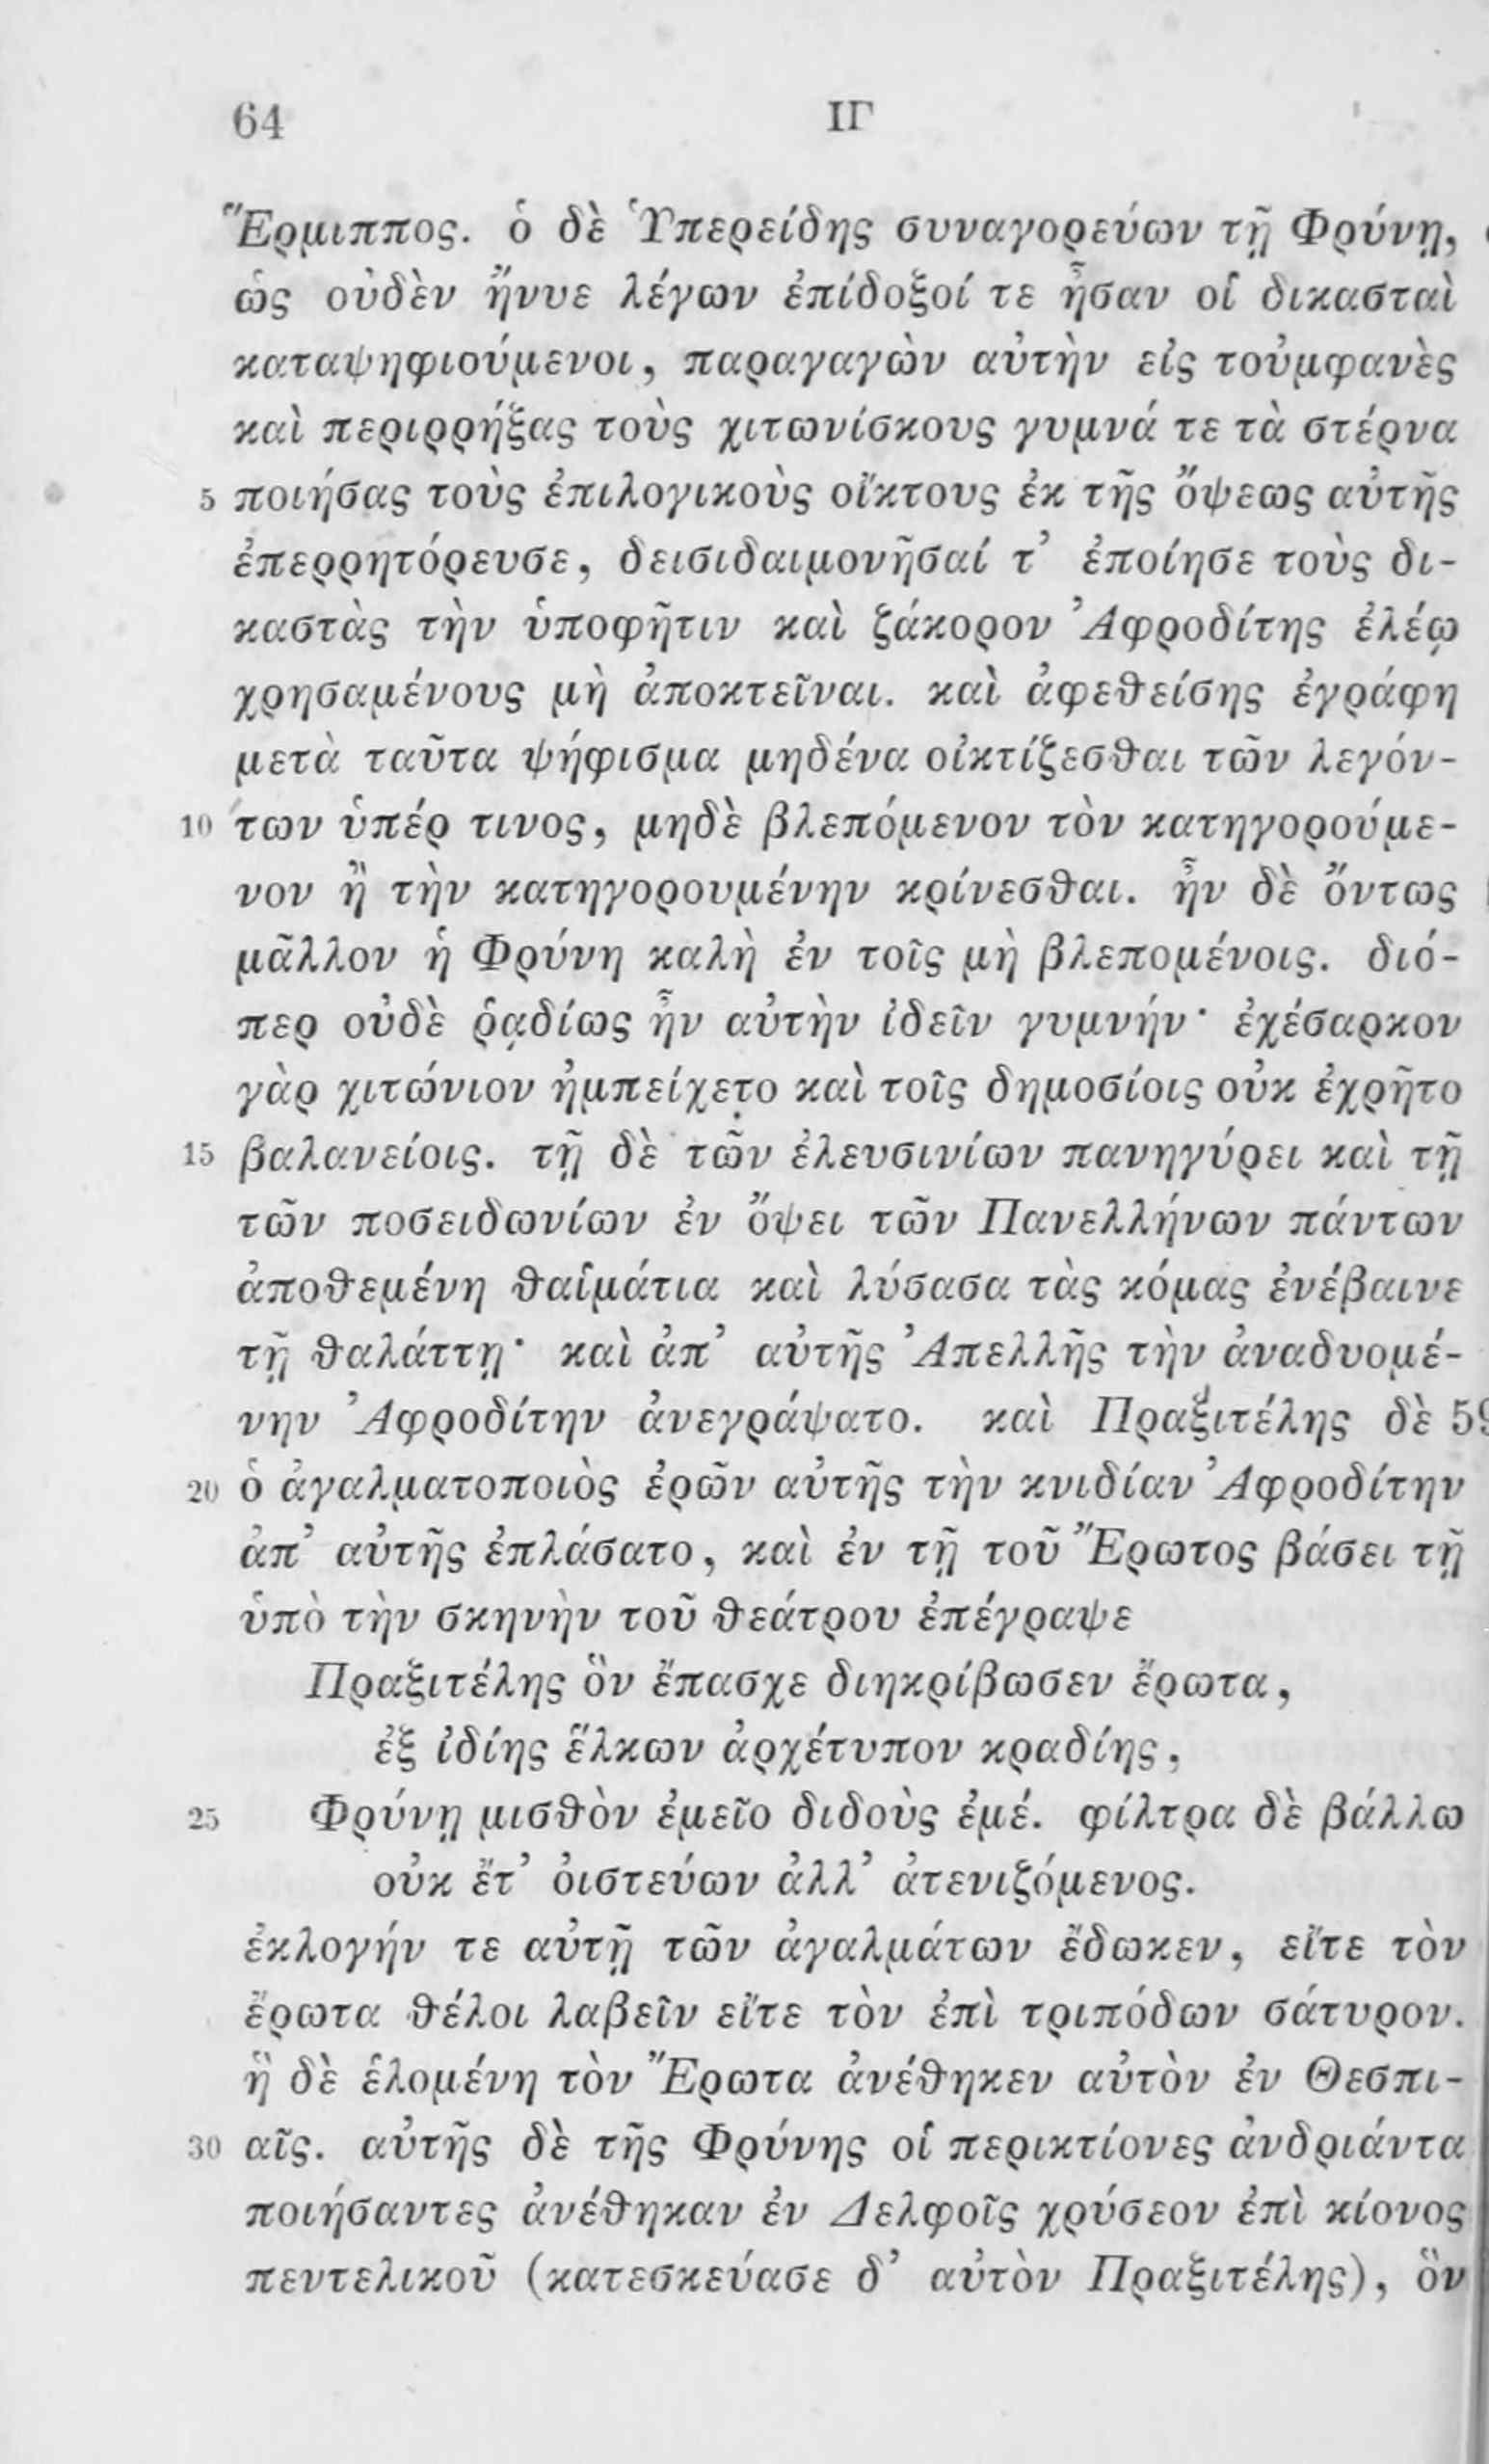 64 ΙΓ
Ἕρμιππος. ὁ δὲ Ὑπερείδης συναγορεύων τῇ Φρύνῃ,
ὡς οὐδὲν ἤνυε λέγων ἐπίδοξοί τε ἦσαν οἱ δικασταὶ
καταψηφιούμενοι, παραγαγὼν αὐτὴν εἰς τοὐμφανὲς
καὶ περιρρήξας τοὺς χιτωνίσκους γυμνά τε τὰ στέρνα
5 ποιήσας τοὺς ἐπιλογικοὺς οἴκτους ἐκ τῆς ὄψεως αὐτῆς
ἐπερρητόρευσε, δεισιδαιμονῆσαί τ᾽ ἐποίησε τοὺς δι-
καστὰς τὴν ὑποφῆτιν καὶ ζάκορον Ἀφροδίτης ἐλέῳ
χρησαμένους μὴ ἀποκτεῖναι. καὶ ἀφεθείσης ἐγράφη
μετὰ ταῦτα ψήφισμα μηδένα οἰκτίζεσθαι τῶν λεγόν-
10 των ὑπέρ τινος, μηδὲ βλεπόμενον τὸν κατηγορούμε-
νον ἢ τὴν κατηγορουμένην κρίνεσθαι. ἦν δὲ ὄντως
μᾶλλον ἡ Φρύνη καλὴ ἐν τοῖς μὴ βλεπομένοις. διό-
περ οὐδὲ ῥᾳδίως ἦν αὐτὴν ἰδεῖν γυμνήν· ἐχέσαρκον
γὰρ χιτώνιον ἠμπείχετο καὶ τοῖς δημοσίοις οὐκ ἐχρῆτο
15 βαλανείοις. τῇ δὲ τῶν ἐλευσινίων πανηγύρει καὶ τῇ
τῶν ποσειδωνίων ἐν ὄψει τῶν Πανελλήνων πάντων
ἀποθεμένη θαἰμάτια καὶ λύσασα τὰς κόμας ἐνέβαινε
τῇ θαλάττῃ· καὶ ἀπ᾽ αὐτῆς Ἀπελλῆς τὴν ἀναδυομέ-
νην Ἀφροδίτην ἀνεγράψατο. καὶ Πραξιτέλης δὲ 59
20 ὁ ἀγαλματοποιὸς ἐρῶν αὐτῆς τὴν κνιδίαν Ἀφροδίτην
ἀπ᾽ αὐτῆς ἐπλάσατο, καὶ ἐν τῇ τοῦ Ἔρωτος βάσει τῇ
ὑπὸ τὴν σκηνὴν τοῦ θεάτρου ἐπέγραψε
Πραξιτέλης ὃν ἔπασχε διηκρίβωσεν ἔρωτα,
ἐξ ἰδίης ἕλκων ἀρχέτυπον κραδίης,
25 Φρύνῃ μισθὸν ἐμεῖο διδοὺς ἐμέ. φίλτρα δὲ βάλλω
οὐκ ἔτ᾽ ὀιστεύων ἀλλ᾽ ἀτενιζόμενος.
ἐκλογήν τε αὐτῇ τῶν ἀγαλμάτων ἔδωκεν, εἴτε τὸν
ἔρωτα θέλοι λαβεῖν εἴτε τὸν ἐπὶ τριπόδων σάτυρον.
ἣ δὲ ἑλομένη τὸν Ἔρωτα ἀνέθηκεν αὐτὸν ἐν Θεσπι-
30 αῖς. αὐτῆς δὲ τῆς Φρύνης οἱ περικτίονες ἀνδριάντα
ποιήσαντες ἀνέθηκαν ἐν Δελφοῖς χρύσεον ἐπὶ κίονος
πεντελικοῦ (κατεσκεύασε δ᾽ αὐτὸν Πραξιτέλης), ὃν